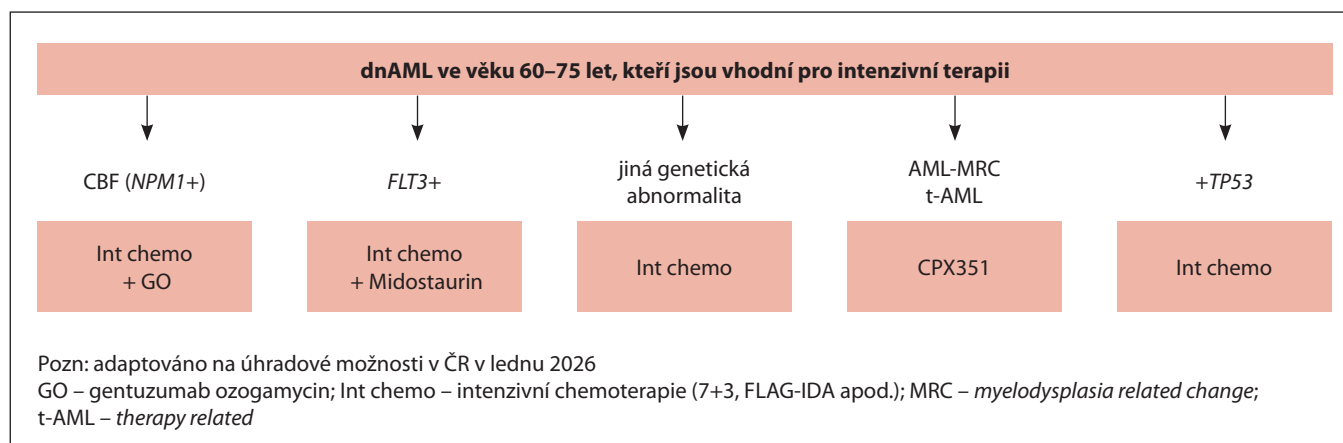 dnAML ve věku 60–75 let, kteří jsou vhodní pro intenzivní terapii
CBF (NPM1+)
Int chemo
+ GO
FLT3+
Int chemo
+ Midostaurin
jiná genetická
abnormalita
Int chemo
AML-MRC
t-AML
CPX351
+TP53
Int chemo
Pozn: adaptováno na úhradové možnosti v ČR v lednu 2026
GO – gentuzumab ozogamycin; Int chemo – intenzivní chemoterapie (7+3, FLAG-IDA apod.); MRC – myelodysplasia related change;
t-AML – therapy related